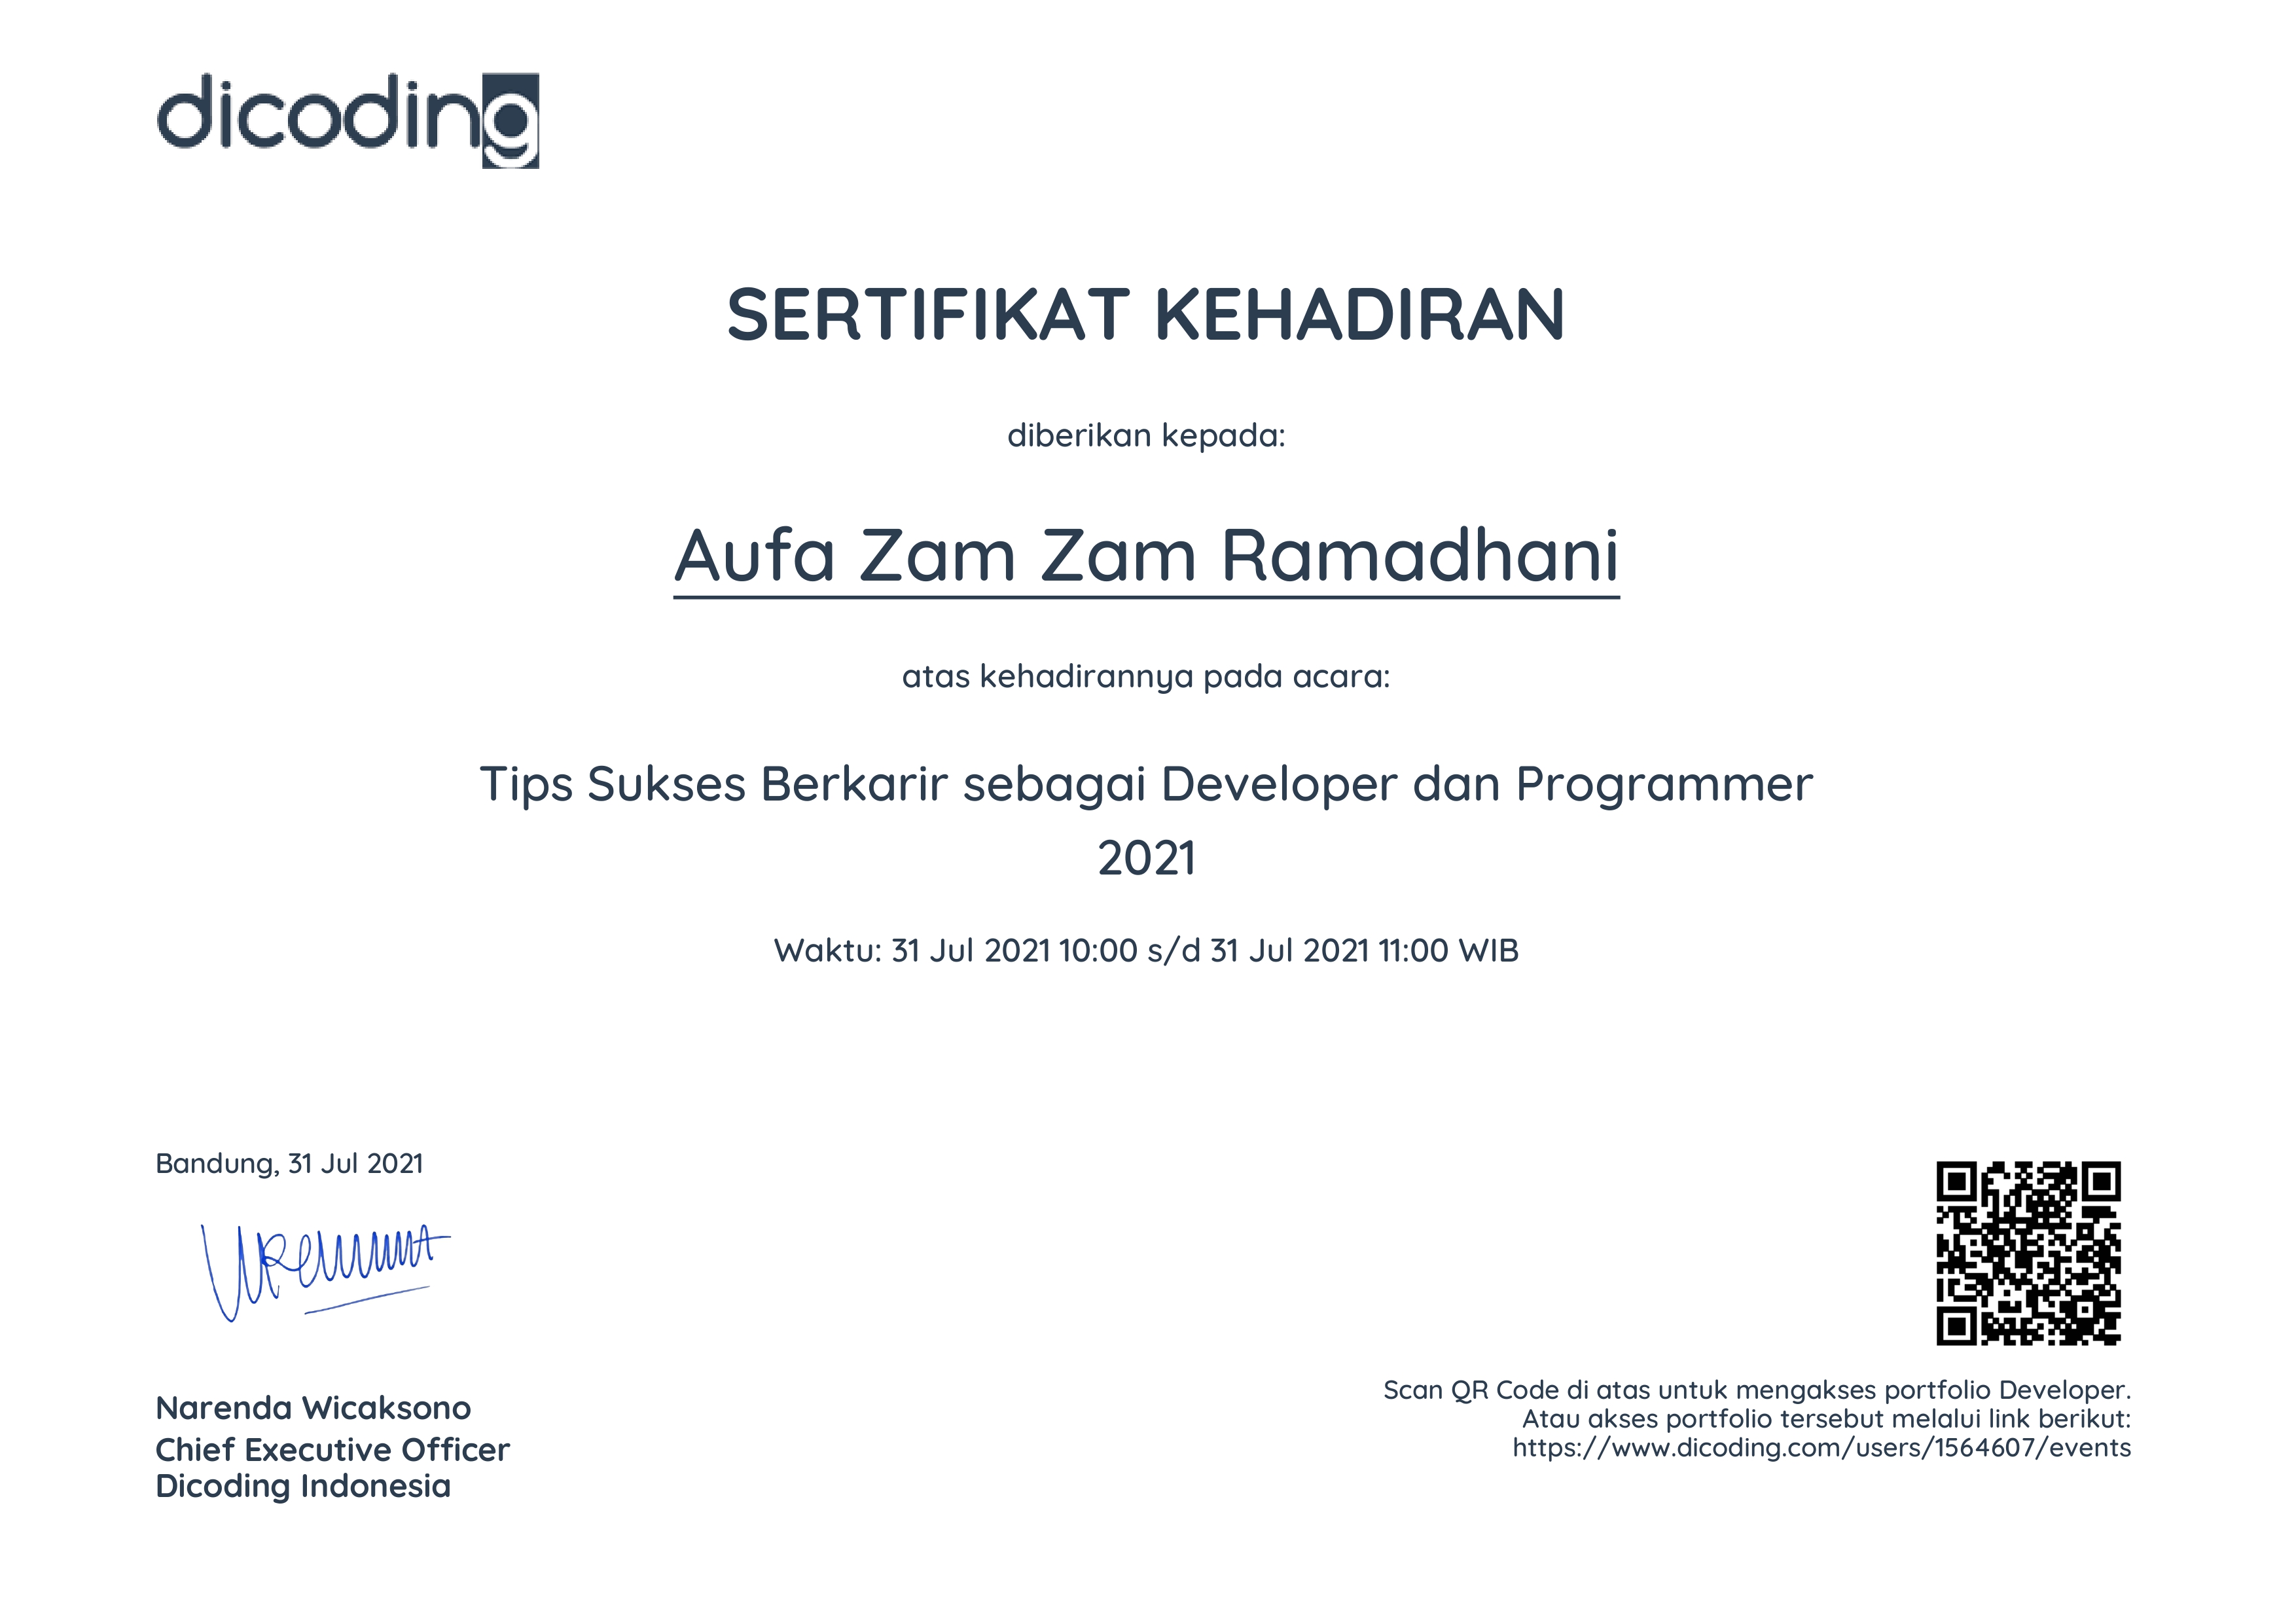 dicoding
SERTIFIKAT KEHADIRAN
diberikan kepada:
Aufa Zam Zam Ramadhani
atas kehadirannya pada acara:
Tips Sukses Berkarir sebagai Developer dan Programmer
2021
Waktu: 31 Jul 2021 10:00 s/d 31 Jul 2021 11:00 WIB
Bandung, 31 Jul 2021
Narenda Wicaksono
Chief Executive Officer
Dicoding Indonesia
Scan QR Code di atas untuk mengakses portfolio Developer.
Atau akses portfolio tersebut melalui link berikut:
https://www.dicoding.com/users/1564607/events